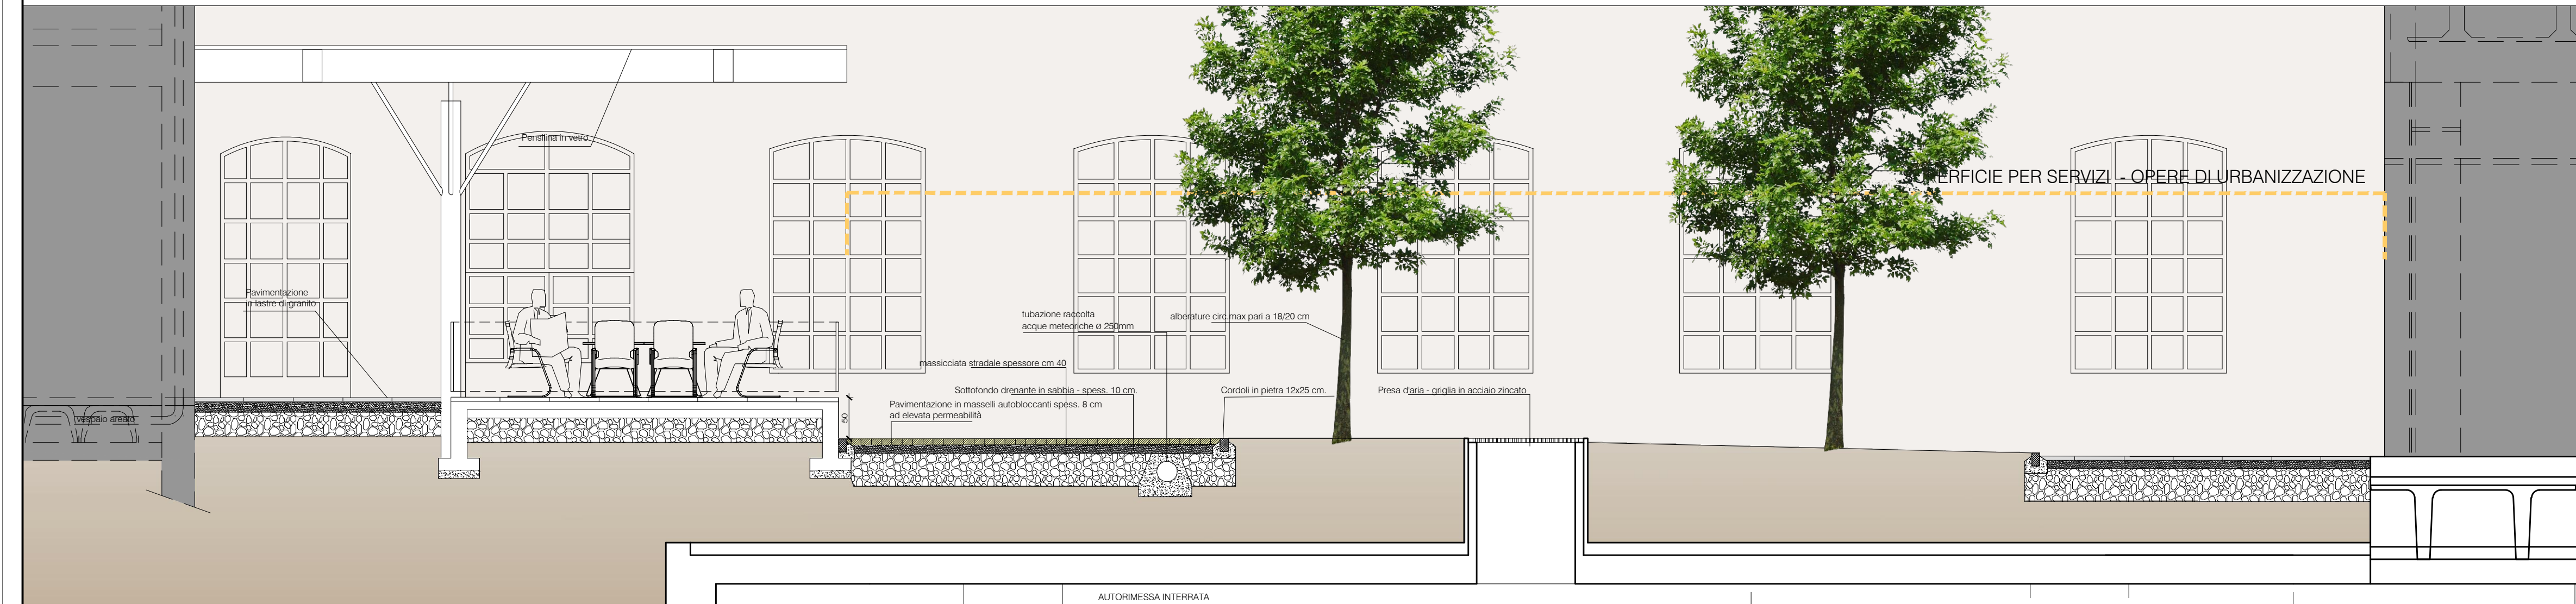 Pensilina in vetro
ERFICIE PER SERVIZI - OPERE DI URBANIZZAZIONE
Pavimentazione
in lastre di granito
tubazione raccolta
acque meteoriche Ø 250mm
alberature circ.max pari a 18/20 cm
massicciata stradale spessore cm 40
Sottofondo drenante in sabbia - spess. 10 cm.
Cordoli in pietra 12x25 cm.
Presa d'aria - griglia in acciaio zincato
Pavimentazione in masselli autobloccanti spess. 8 cm
ad elevata permeabilità
50
vespaio areato
AUTORIMESSA INTERRATA